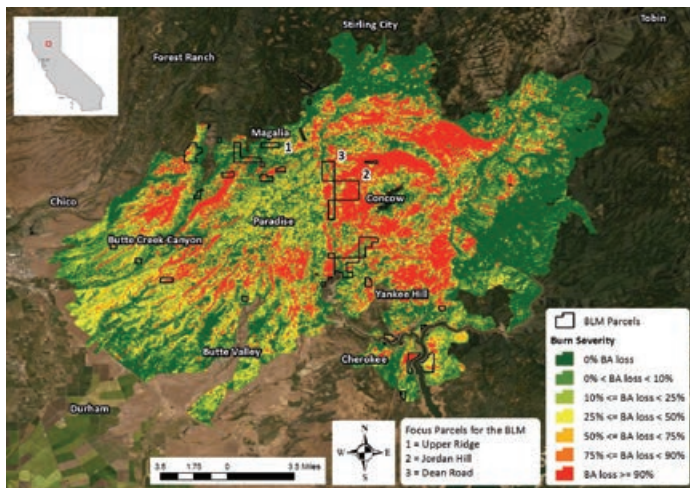 Tobin
Stirling City
Forest Ranch
Magalia
1
3
2
Concow
Chico
Paradise
Butte Creek Canyon
Yankee Hill
Butte Valley
Cherokee
Durham
BLM Parcels
Burn Severity
0% BA loss
0% < BA loss < 10%
10% <= BA loss < 25%
25% <= BA loss < 50%
50% <= BA loss < 75%
75% <= BA loss < 90%
BA loss >= 90%
Focus Parcels for the BLM
1 = Upper Ridge
2 = Jordan Hill
3 = Dean Road
N
W E
S
3.5 1.75 0 3.5 Miles